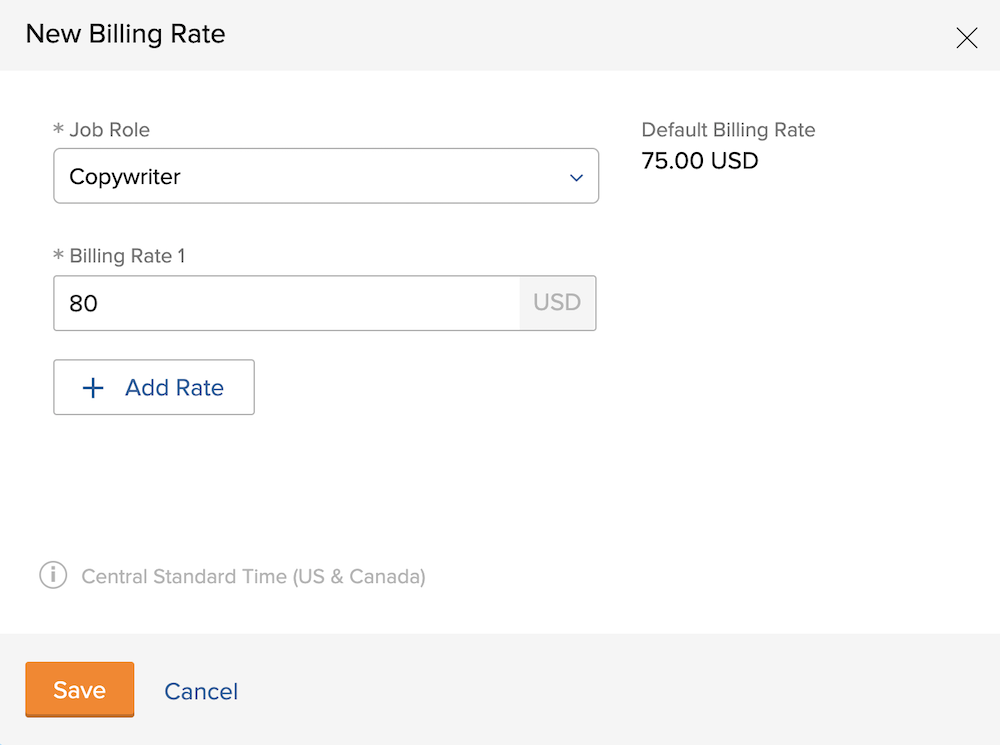 New Billing Rate
* Job Role
Copywriter
Default Billing Rate
75.00 USD
* Billing Rate 1
80
USD
+ Add Rate
Central Standard Time (US & Canada)
Save
Cancel